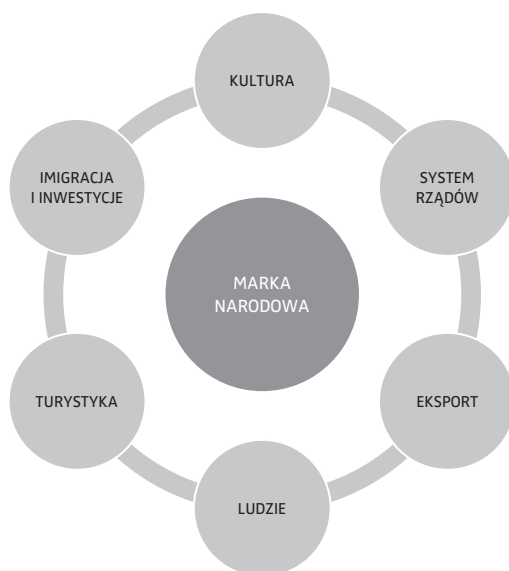 KULTURA
IMIGRACJA
I INWESTYCJE
SYSTEM
RZĄDÓW
MARKA
NARODOWA
TURYSTYKA
EKSPORT
LUDZIE